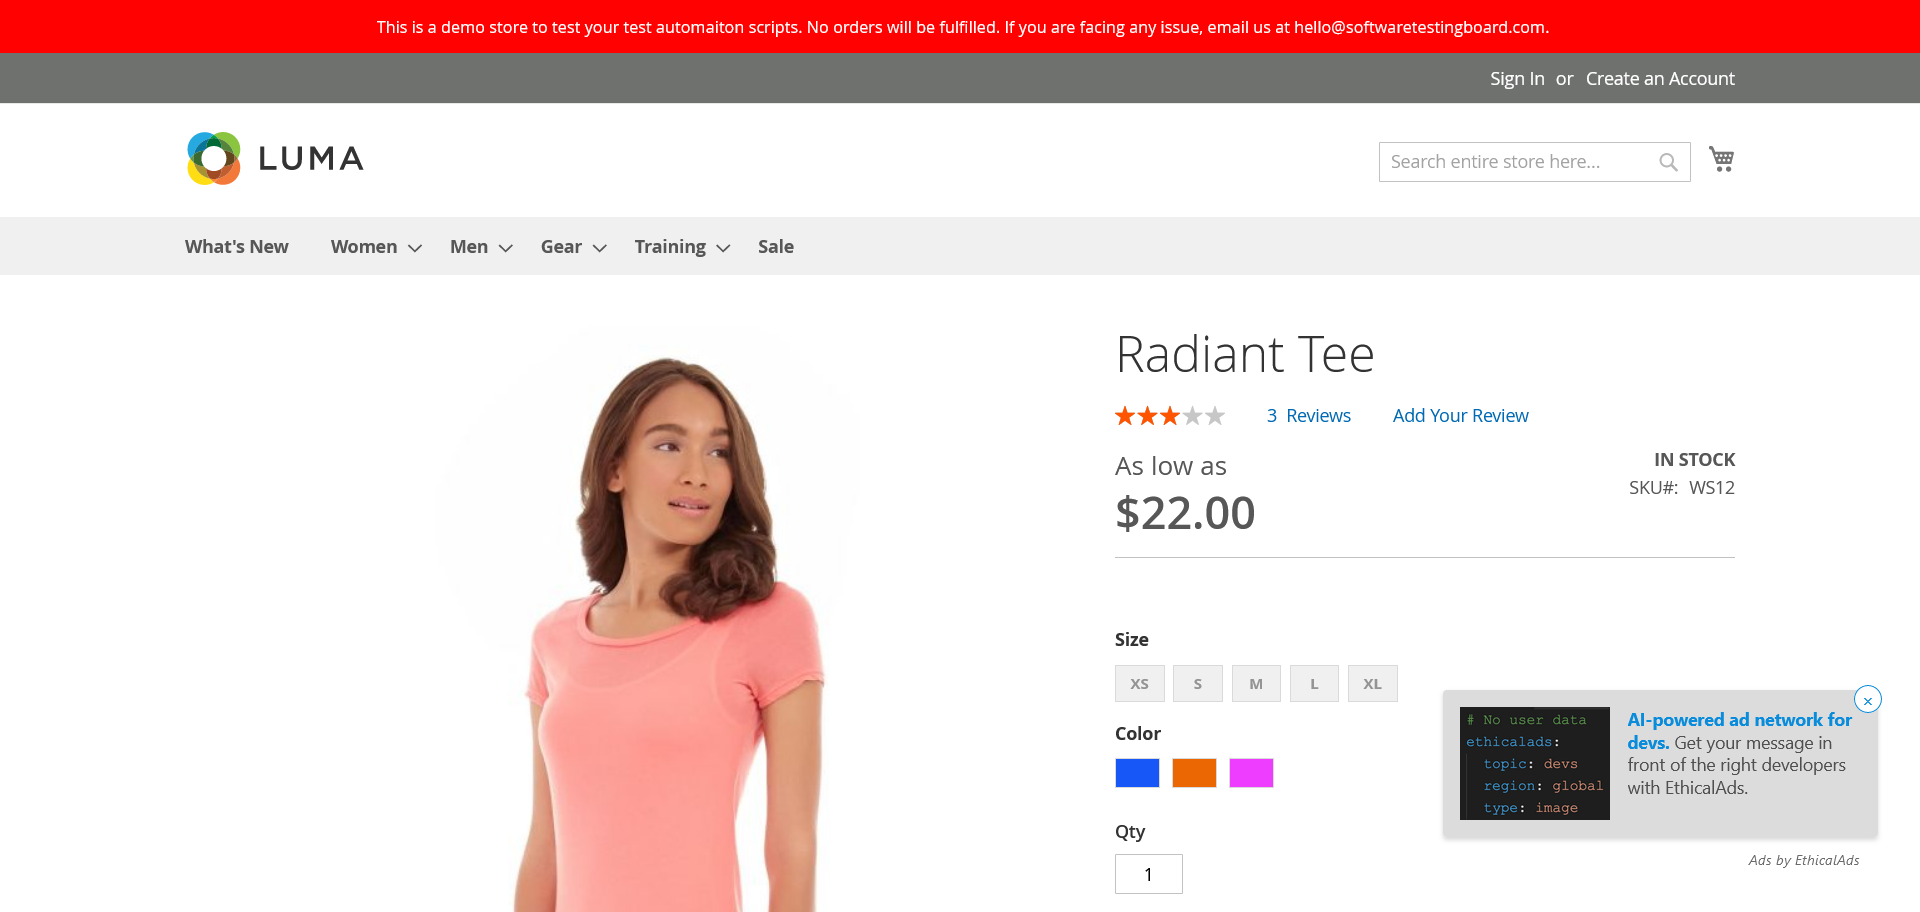 This is a demo store to test your test automaiton scripts. No orders will be fulfilled. If you are facing any issue, email us at hello@softwaretestingboard.com.
Sign In or Create an Account
LUMA
Search entire store here...
What's New Women Men Gear Training Sale
Radiant Tee
3 Reviews Add Your Review
As low as
$22.00
IN STOCK
SKU#: WS12
Size
XS S M L XL
Color
Qty
1
# No user data
ethicalads:
topic: devs
region: global
type: image
AI-powered ad network for
devs. Get your message in
front of the right developers
with EthicalAds.
×
Ads by EthicalAds